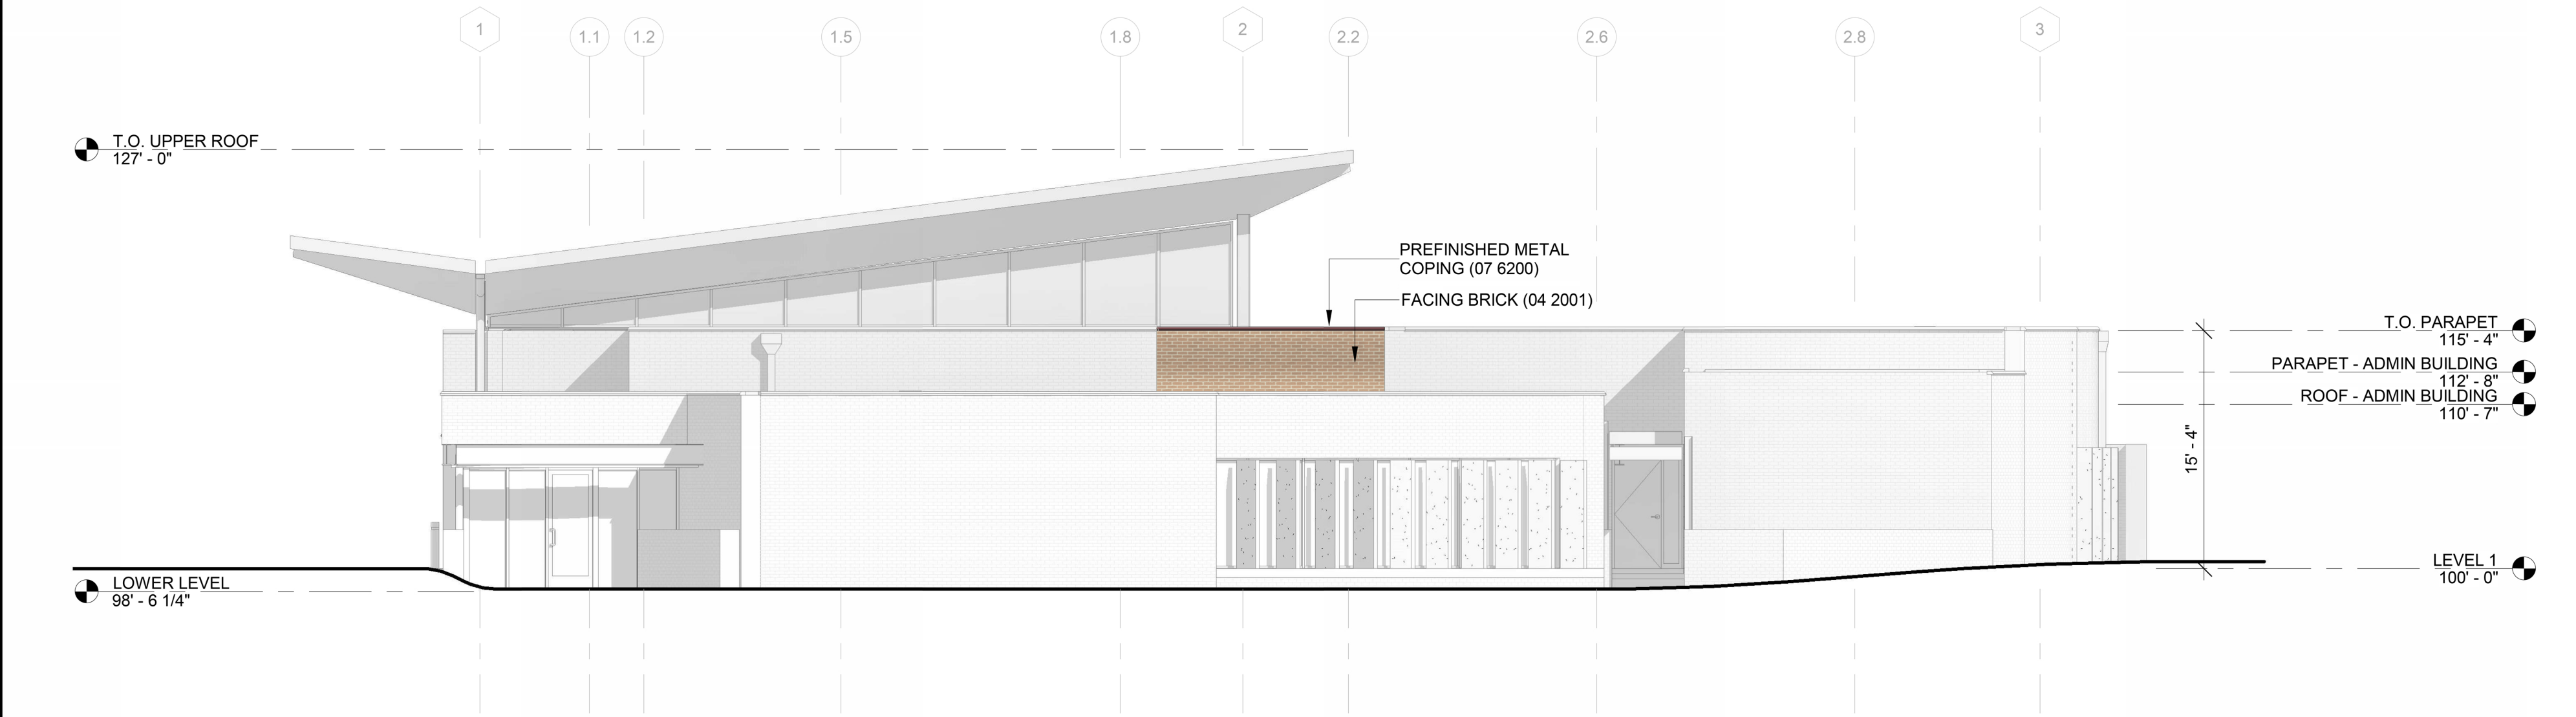 1
1.1
1.2
1.5
1.8
2
2.2
2.6
2.8
3
T.O. UPPER ROOF
127' - 0"
PREFINISHED METAL
COPING (07 6200)
FACING BRICK (04 2001)
T.O. PARAPET
115' - 4"
PARAPET - ADMIN BUILDING
112' - 8"
ROOF - ADMIN BUILDING
110' - 7"
15' - 4"
LEVEL 1
100' - 0"
LOWER LEVEL
98' - 6 1/4"